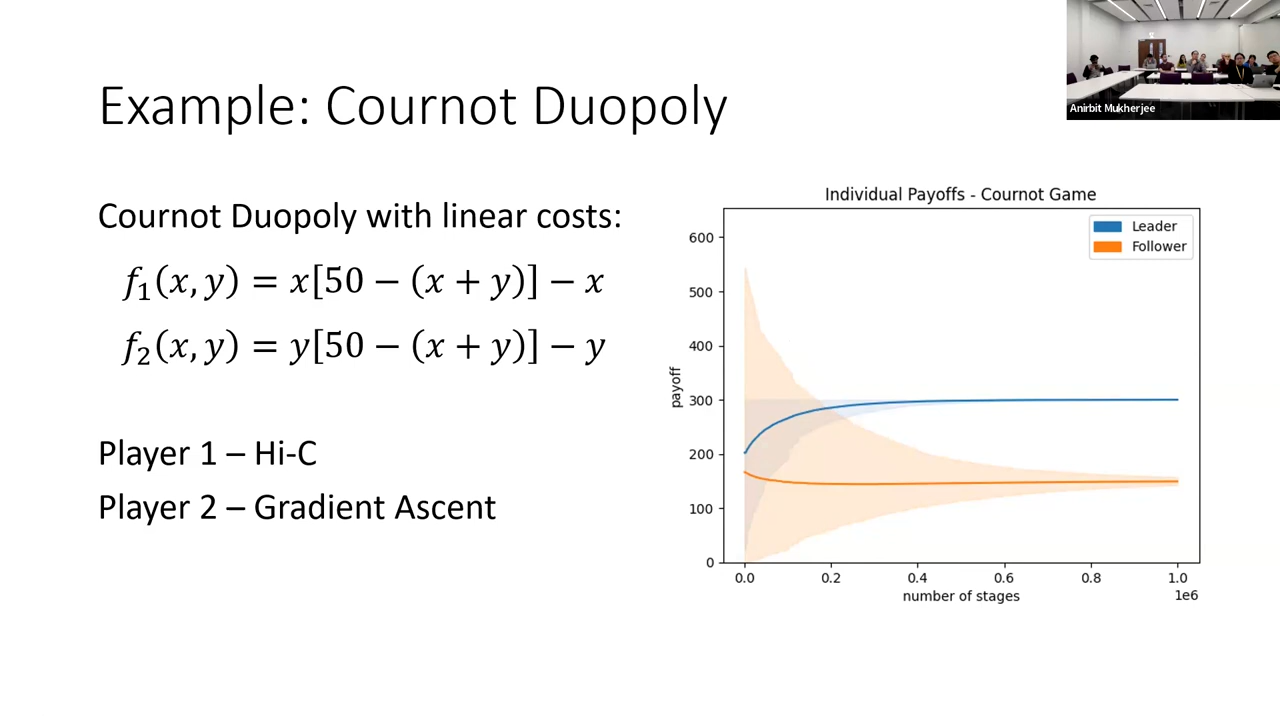 Example: Cournot Duopoly
Anirbit Mukherjee
Cournot Duopoly with linear costs:
f₁(x, y) = x[50 − (x + y)] − x
f₂(x, y) = y[50 − (x + y)] − y
Player 1 – Hi-C
Player 2 – Gradient Ascent
Individual Payoffs - Cournot Game
Leader
Follower
payoff
600
500
400
300
200
100
0
0.0 0.2 0.4 0.6 0.8 1.0
1e6
number of stages